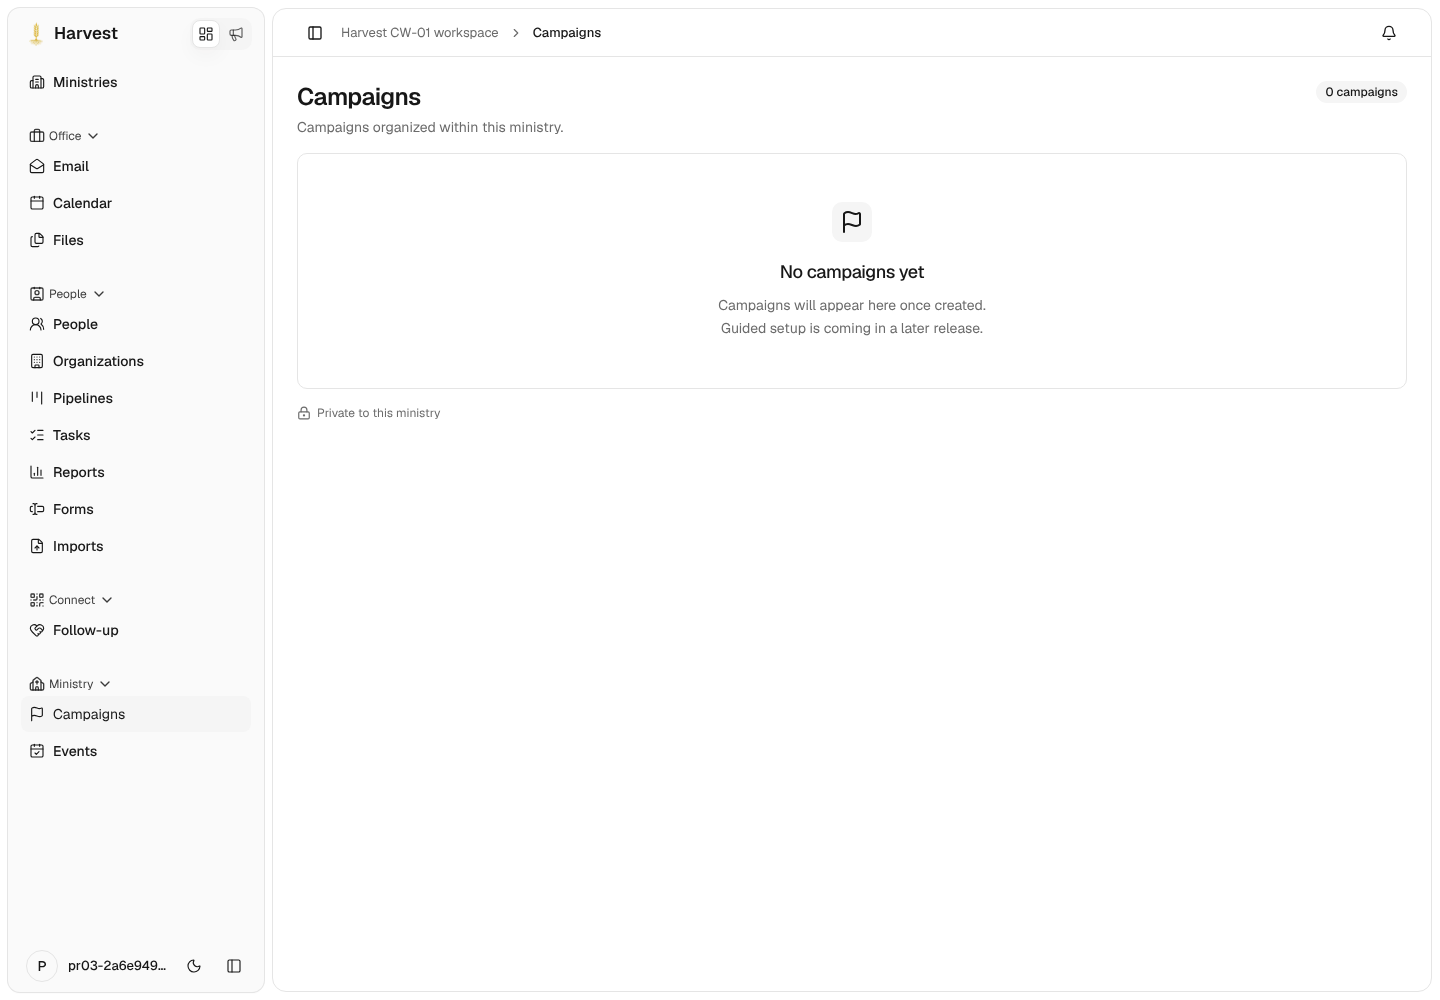 Harvest
Ministries
Office
Email
Calendar
Files
People
People
Organizations
Pipelines
Tasks
Reports
Forms
Imports
Connect
Follow-up
Ministry
Campaigns
Events
P
pr03-2a6e949...
Harvest CW-01 workspace
Campaigns
Campaigns
0 campaigns
Campaigns organized within this ministry.
No campaigns yet
Campaigns will appear here once created.
Guided setup is coming in a later release.
Private to this ministry